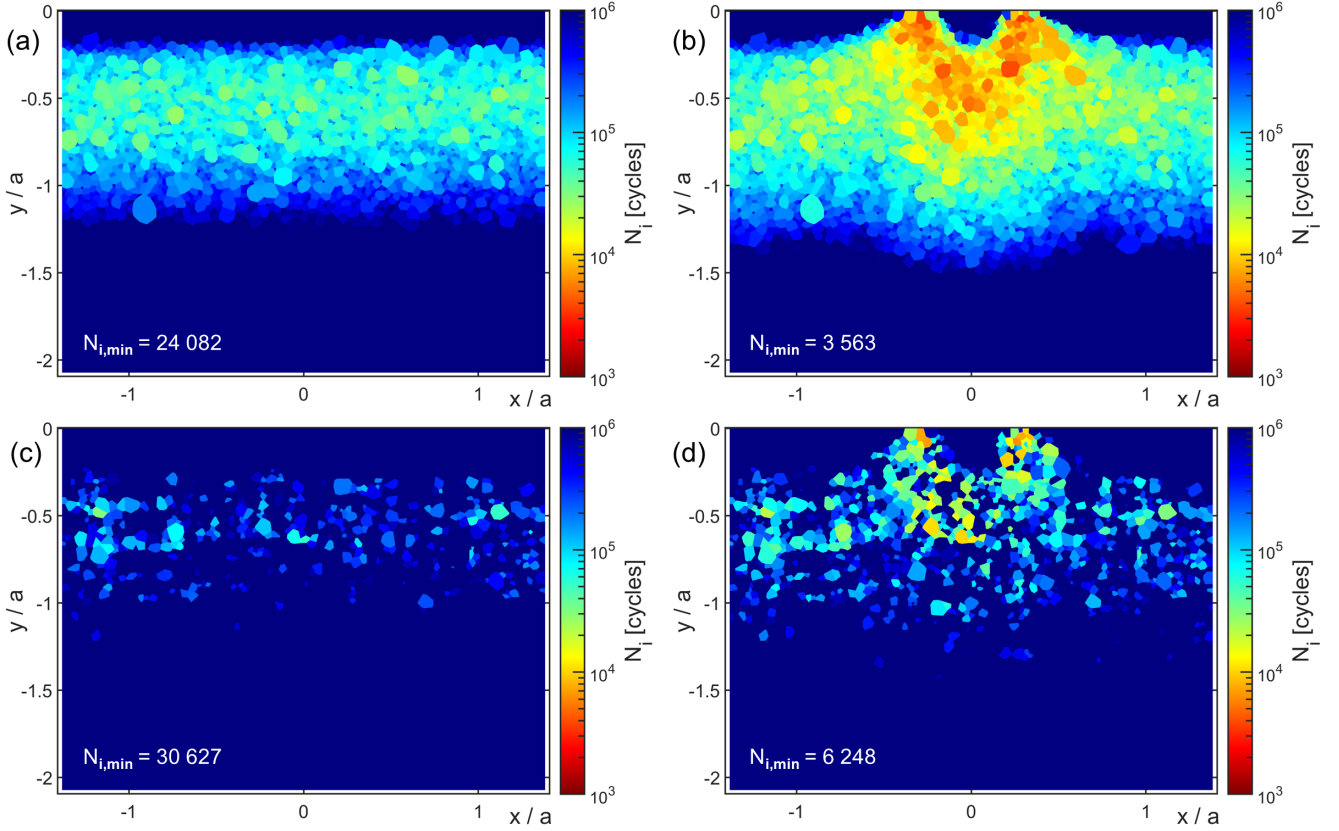 (a)
0
-0.5
-1
-1.5
-2
y / a
-1
0
1
x / a
N_i,min = 24 082
10^6
10^5
10^4
10^3
N_i [cycles]
(b)
0
-0.5
-1
-1.5
-2
y / a
-1
0
1
x / a
N_i,min = 3 563
10^6
10^5
10^4
10^3
N_i [cycles]
(c)
0
-0.5
-1
-1.5
-2
y / a
-1
0
1
x / a
N_i,min = 30 627
10^6
10^5
10^4
10^3
N_i [cycles]
(d)
0
-0.5
-1
-1.5
-2
y / a
-1
0
1
x / a
N_i,min = 6 248
10^6
10^5
10^4
10^3
N_i [cycles]